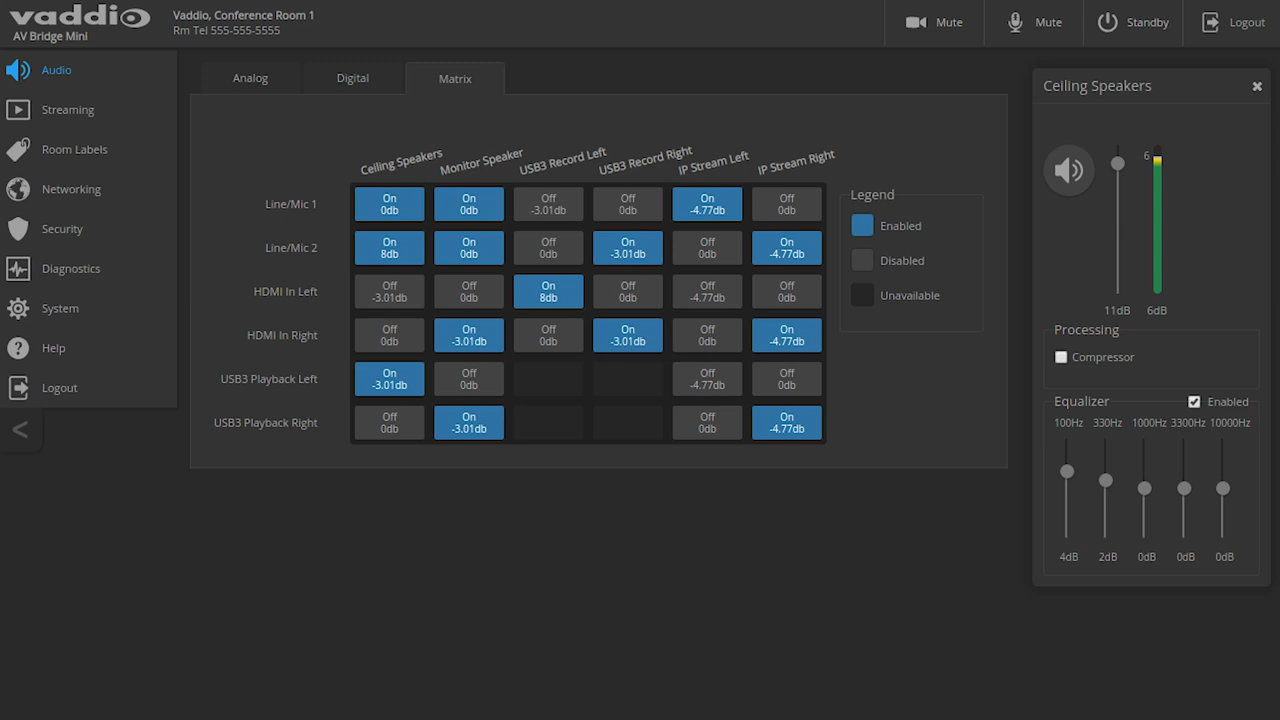 vaddio
AV Bridge Mini
Vaddio, Conference Room 1
Rm Tel 555-555-5555
Mute
Mute
Standby
Logout
Audio
Streaming
Room Labels
Networking
Security
Diagnostics
System
Help
Logout
<
Analog Digital Matrix
Ceiling Speakers Monitor Speaker USB3 Record Left USB3 Record Right IP Stream Left IP Stream Right
Line/Mic 1
On On Off Off On Off
0db 0db -3.01db 0db -4.77db 0db
Line/Mic 2
On On Off On Off On
8db 0db 0db -3.01db 0db -4.77db
HDMI In Left
Off Off On Off Off Off
-3.01db 0db 8db 0db -4.77db 0db
HDMI In Right
Off On Off On Off On
0db -3.01db 0db -3.01db 0db -4.77db
USB3 Playback Left
On Off Off Off
-3.01db 0db -4.77db 0db
USB3 Playback Right
Off On Off On
0db -3.01db 0db -4.77db
Legend
Enabled
Disabled
Unavailable
Ceiling Speakers
6
11dB 6dB
Processing
Compressor
Equalizer Enabled
100Hz 330Hz 1000Hz 3300Hz 10000Hz
4dB 2dB 0dB 0dB 0dB